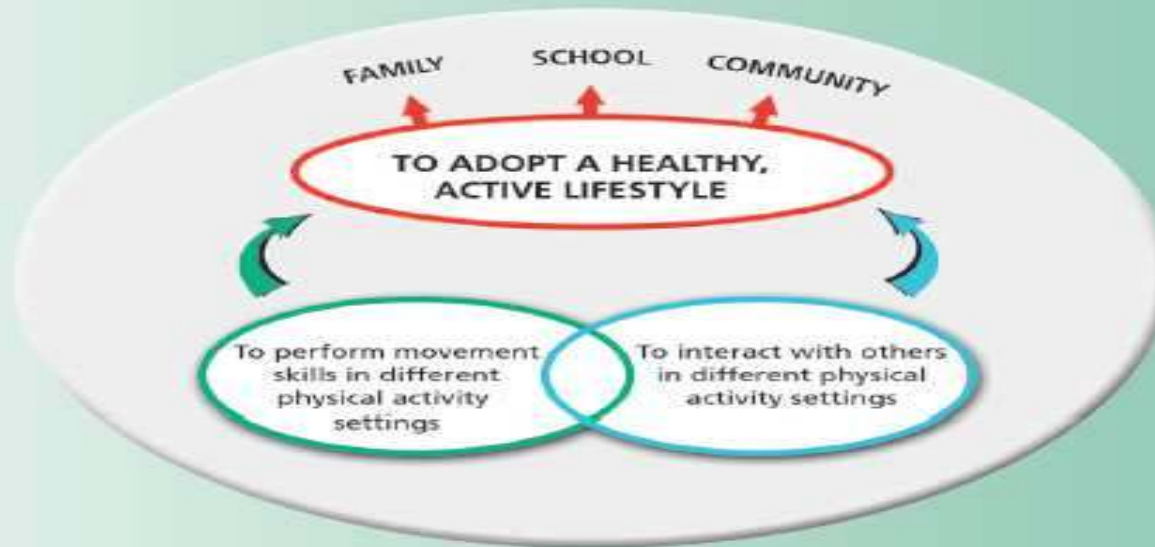 FAMILY
SCHOOL
COMMUNITY
TO ADOPT A HEALTHY,
ACTIVE LIFESTYLE
To perform movement
skills in different
physical activity
settings
To interact with others
in different physical
activity settings